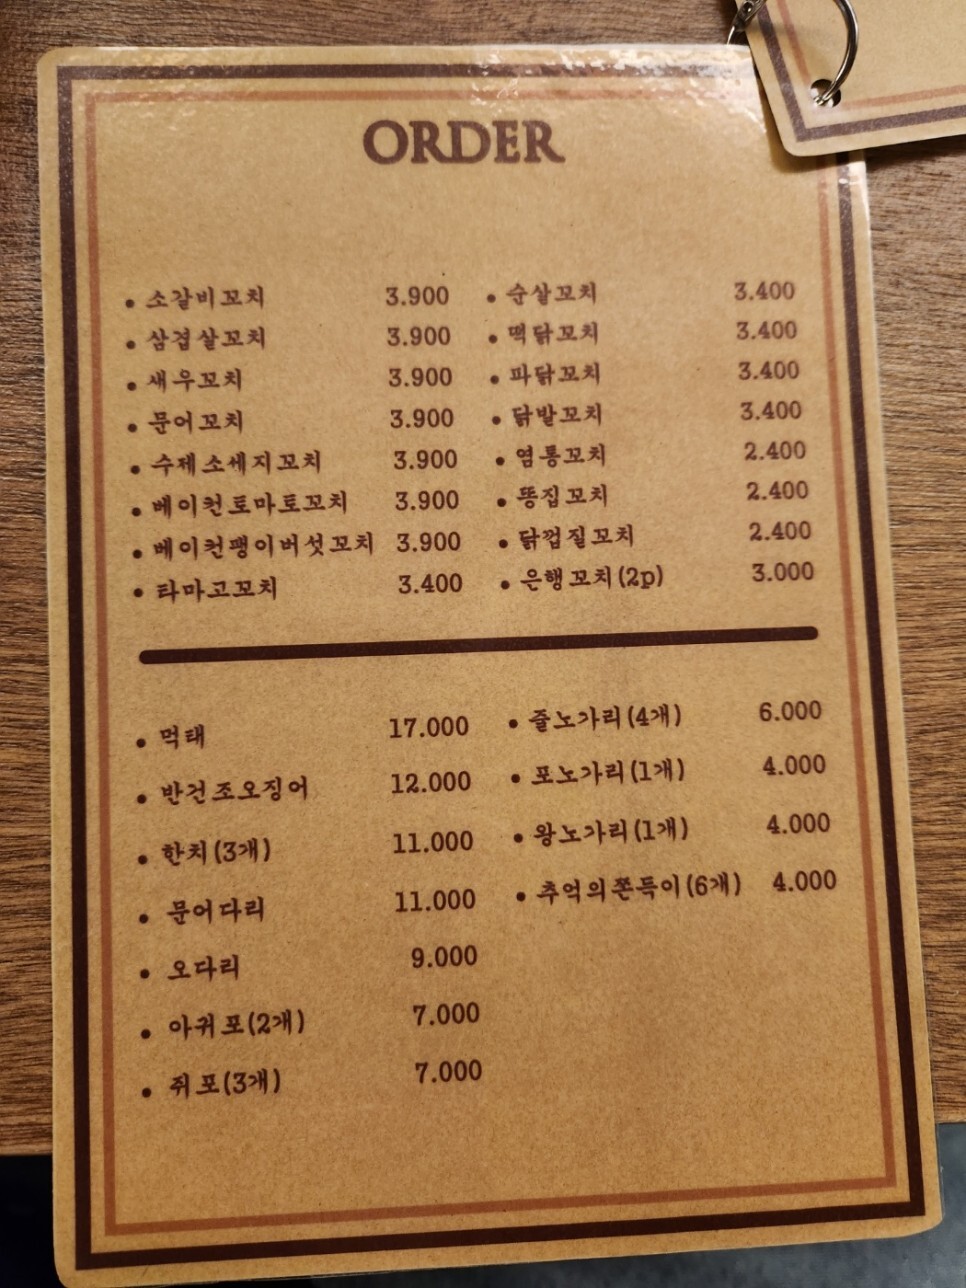 ORDER
• 소갈비꼬치 3.900
• 삼겹살꼬치 3.900
• 새우꼬치 3.900
• 문어꼬치 3.900
• 수제소세지꼬치 3.900
• 베이컨토마토꼬치 3.900
• 베이컨팽이버섯꼬치 3.900
• 타마고꼬치 3.400
• 순살꼬치 3.400
• 떡닭꼬치 3.400
• 파닭꼬치 3.400
• 닭발꼬치 3.400
• 염통꼬치 2.400
• 똥집꼬치 2.400
• 닭껍질꼬치 2.400
• 은행꼬치(2p) 3.000
• 먹태 17.000
• 반건조오징어 12.000
• 한치(3개) 11.000
• 문어다리 11.000
• 오다리 9.000
• 아귀포(2개) 7.000
• 쥐포(3개) 7.000
• 줄노가리(4개) 6.000
• 포노가리(1개) 4.000
• 왕노가리(1개) 4.000
• 추억의쫀득이(6개) 4.000